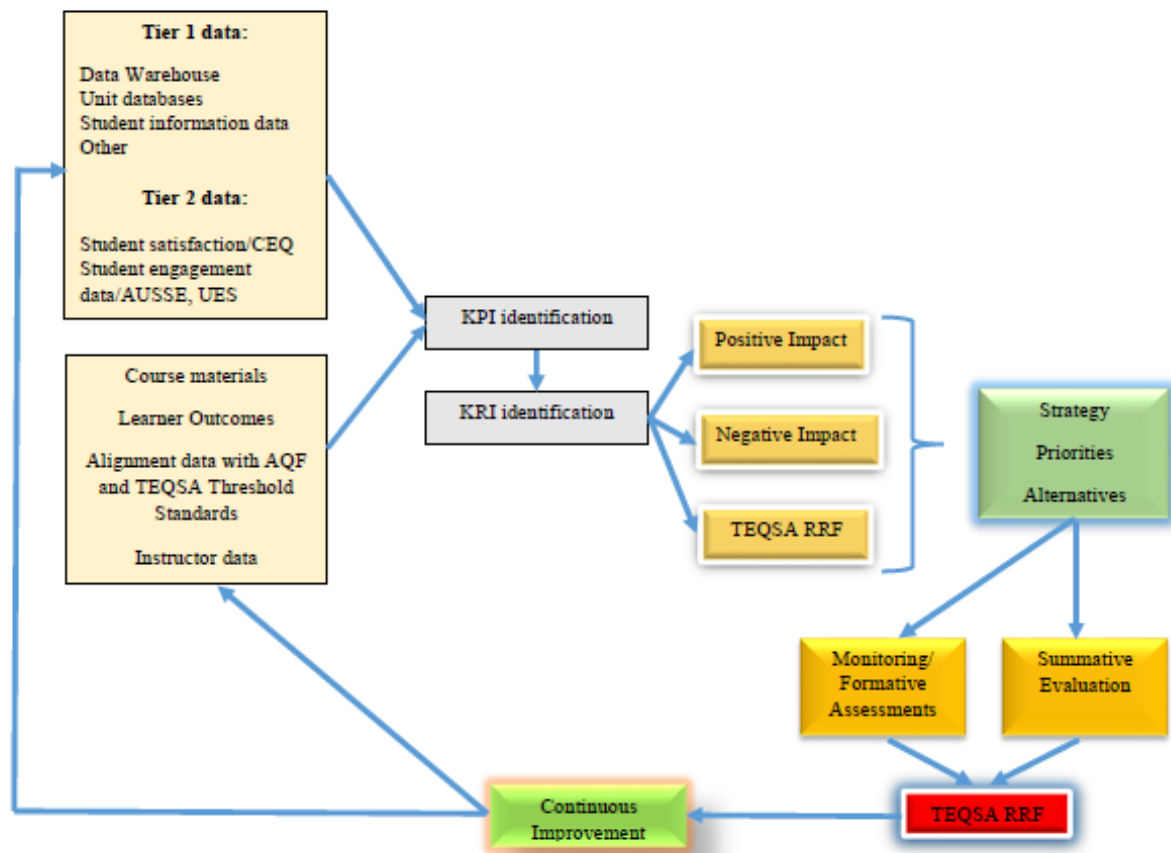 Tier 1 data:
Data Warehouse
Unit databases
Student information data
Other
Tier 2 data:
Student satisfaction/CEQ
Student engagement
data/AUSSE, UES
Course materials
Learner Outcomes
Alignment data with AQF
and TEQSA Threshold
Standards
Instructor data
KPI identification
KRI identification
Positive Impact
Negative Impact
TEQSA RRF
Strategy
Priorities
Alternatives
Monitoring/
Formative
Assessments
Summative
Evaluation
TEQSA RRF
Continuous
Improvement